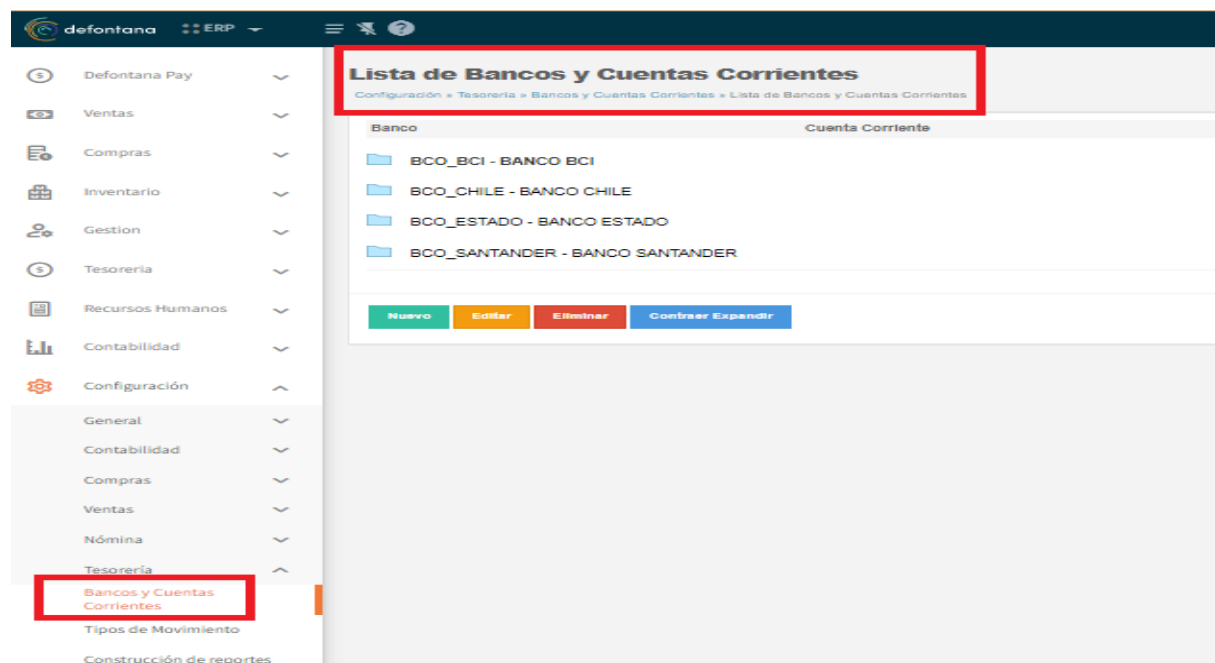 defontana ERP
Defontana Pay
Ventas
Compras
Inventario
Gestion
Tesoreria
Recursos Humanos
Contabilidad
Configuración
General
Contabilidad
Compras
Ventas
Nómina
Tesorería
Bancos y Cuentas
Corrientes
Tipos de Movimiento
Construcción de reportes
Lista de Bancos y Cuentas Corrientes
Configuración » Tesorería » Bancos y Cuentas Corrientes » Lista de Bancos y Cuentas Corrientes
Banco Cuenta Corriente
BCO_BCI - BANCO BCI
BCO_CHILE - BANCO CHILE
BCO_ESTADO - BANCO ESTADO
BCO_SANTANDER - BANCO SANTANDER
Nuevo Editar Eliminar Contraer Expandir